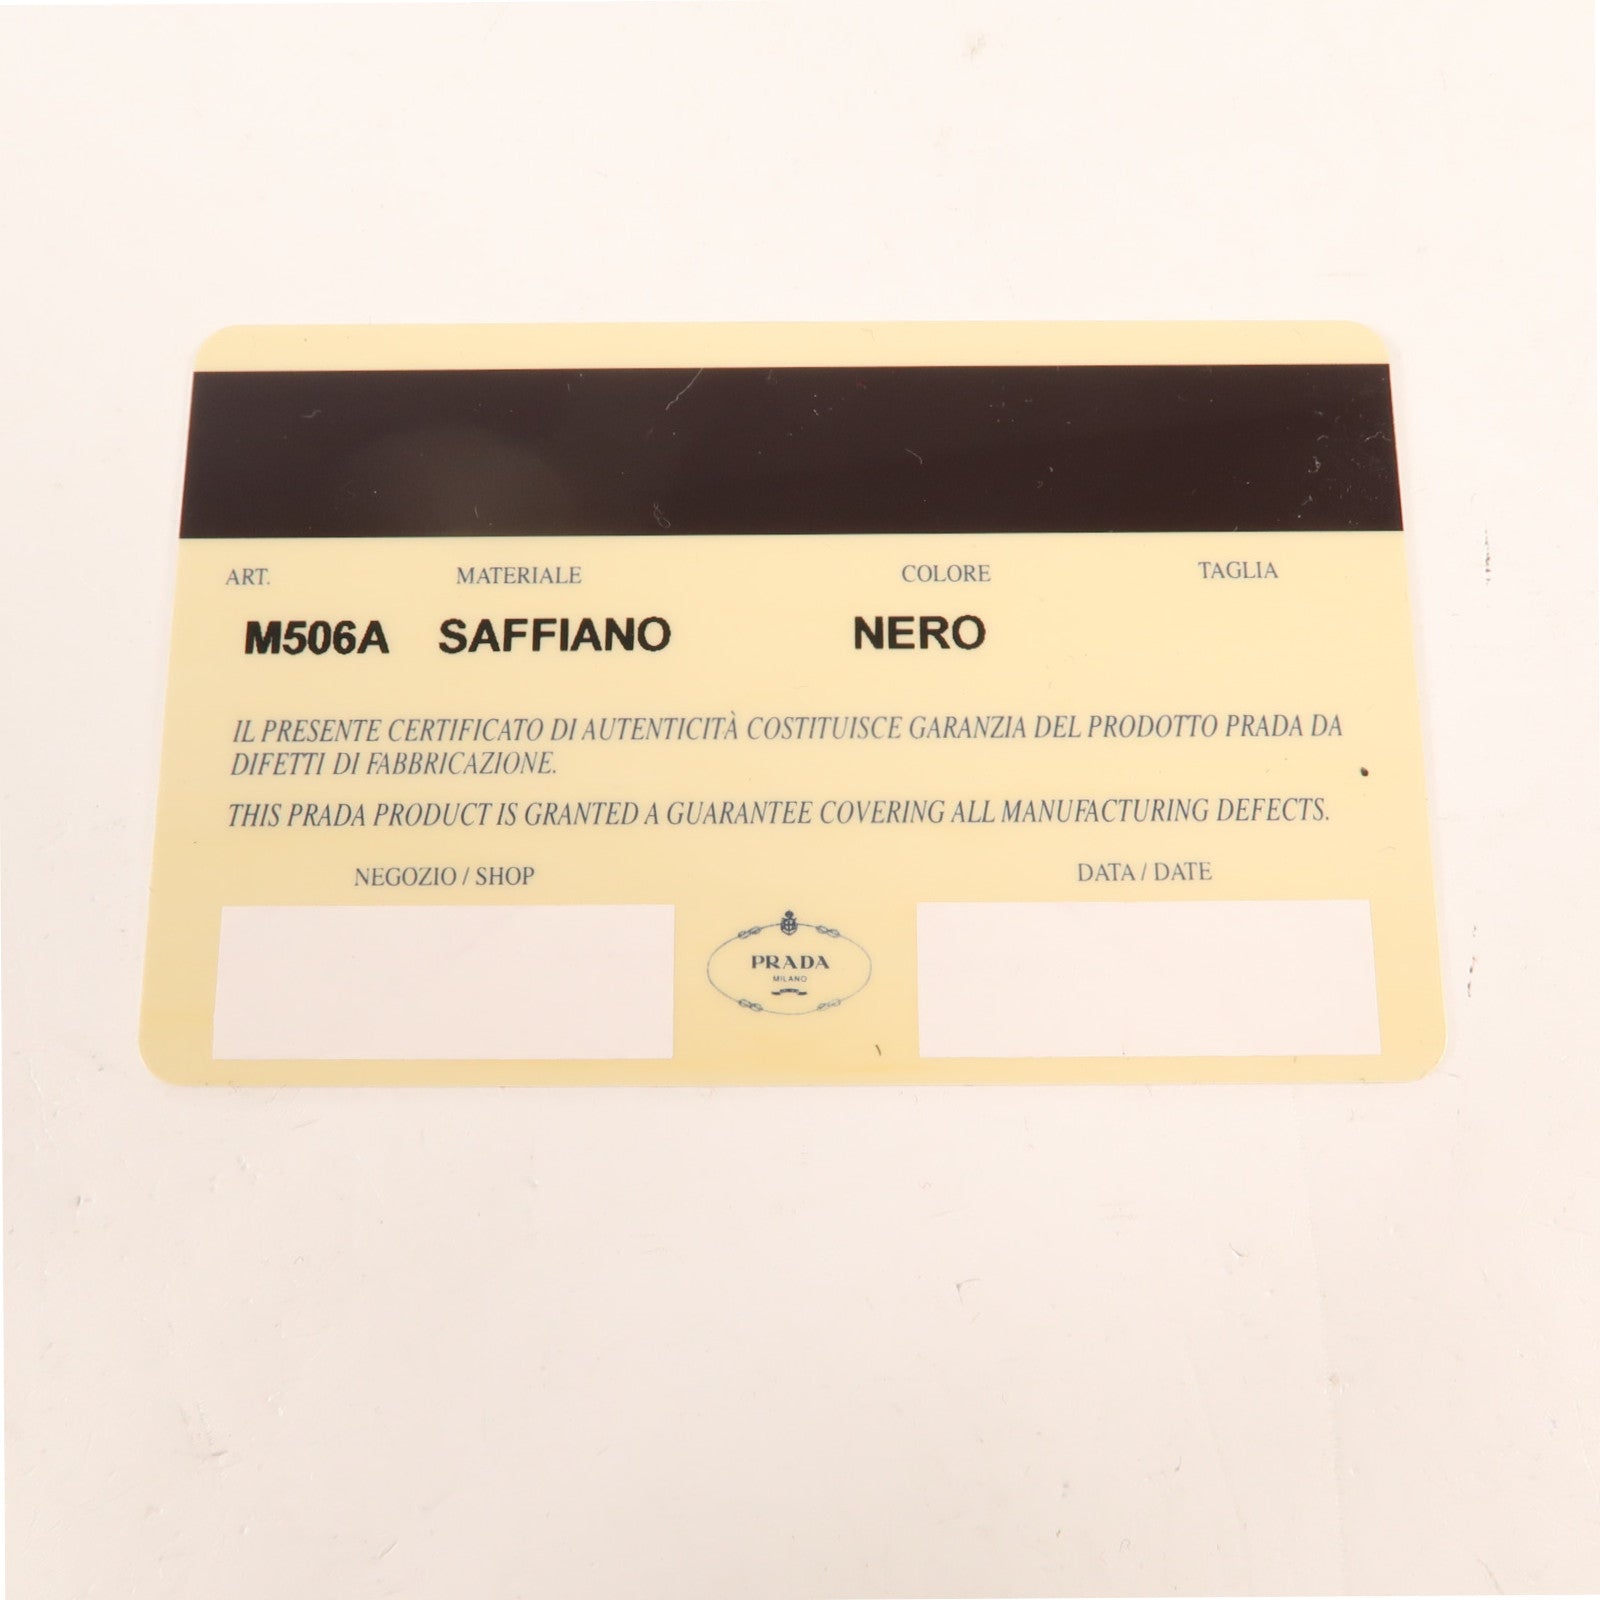 ART. MATERIALE COLORE TAGLIA
M506A SAFFIANO NERO
IL PRESENTE CERTIFICATO DI AUTENTICITÀ COSTITUISCE GARANZIA DEL PRODOTTO PRADA DA
DIFETTI DI FABBRICAZIONE.
THIS PRADA PRODUCT IS GRANTED A GUARANTEE COVERING ALL MANUFACTURING DEFECTS.
NEGOZIO / SHOP DATA / DATE
PRADA
MILANO